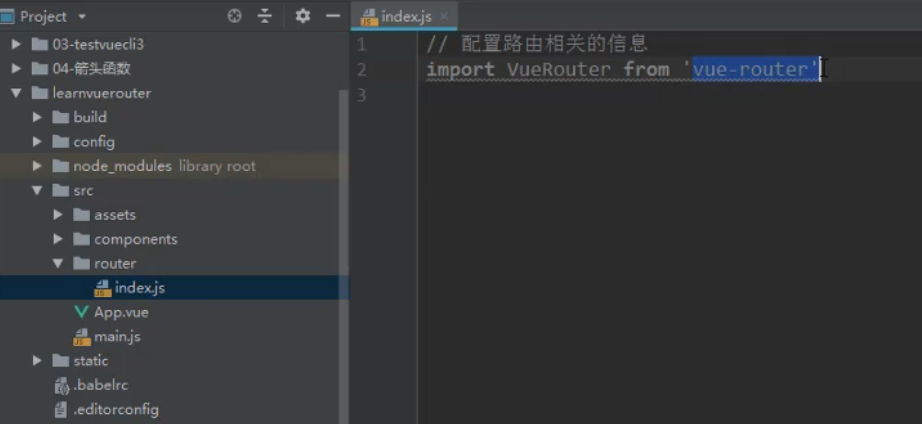 Project
03-testvuecli3
04-箭头函数
learnvuerouter
build
config
node_modules library root
src
assets
components
router
index.js
App.vue
main.js
static
.babelrc
.editorconfig
index.js
1 // 配置路由相关的信息
2 import VueRouter from 'vue-router'
3